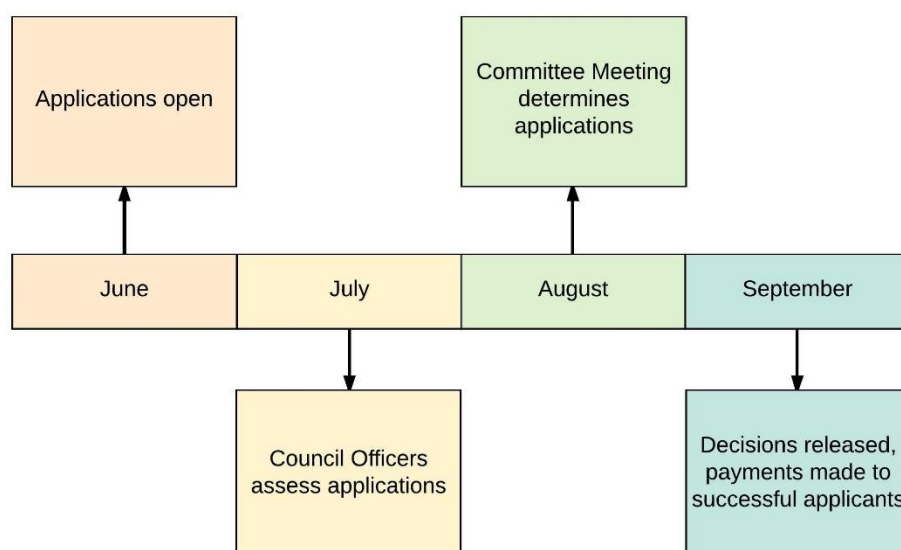 Applications open
Committee Meeting
determines
applications
June
July
August
September
Council Officers
assess applications
Decisions released,
payments made to
successful applicants